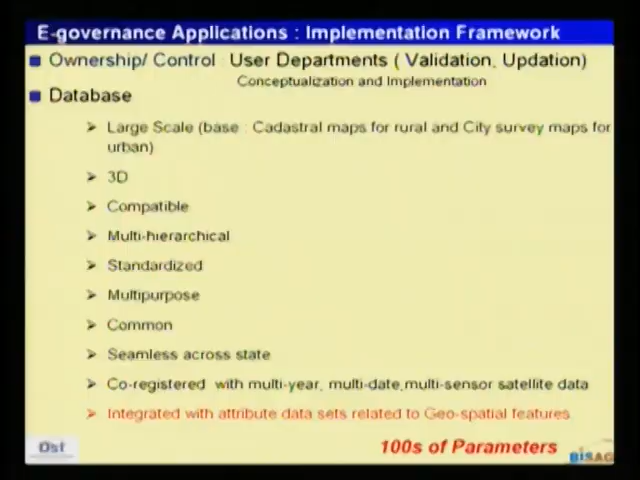 E-governance Applications : Implementation Framework
Ownership/ Control User Departments ( Validation, Updation)
Conceptualization and Implementation
Database
Large Scale (base : Cadastral maps for rural and City survey maps for
urban)
3D
Compatible
Multi-hierarchical
Standardized
Multipurpose
Common
Seamless across state
Co-registered with multi-year, multi-date,multi-sensor satellite data
Integrated with attribute data sets related to Geo-spatial features
100s of Parameters
BISAG